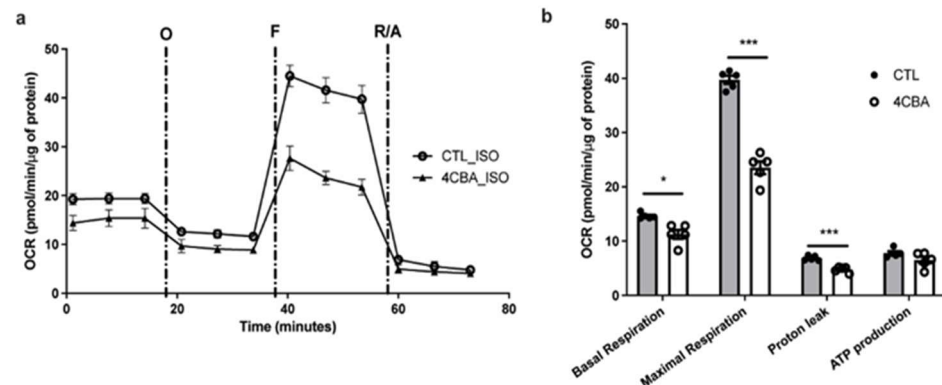 a
O F R/A
OCR (pmol/min/µg of protein)
50
40
30
20
10
0
0 20 40 60 80
Time (minutes)
CTL_ISO
4CBA_ISO
b
OCR (pmol/min/µg of protein)
50
40
30
20
10
0
*
***
***
CTL
4CBA
Basal Respiration
Maximal Respiration
Proton leak
ATP production